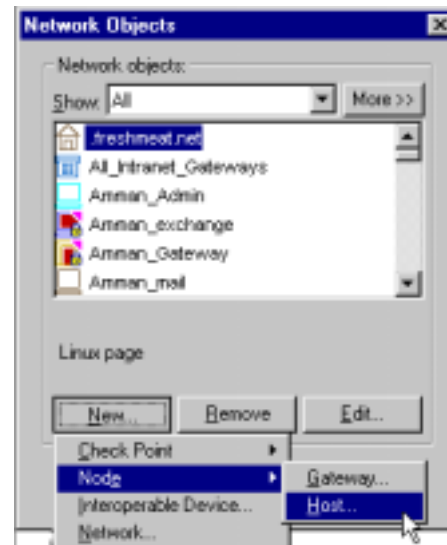 Network Objects
Network objects:
Show: All
More >>
.freshmeat.net
All_Intranet_Gateways
Amman_Admin
Amman_exchange
Amman_Gateway
Amman_mail
Linux page
New...
Remove
Edit...
Check Point
Node
Gateway...
Interoperable Device...
Host...
Network...